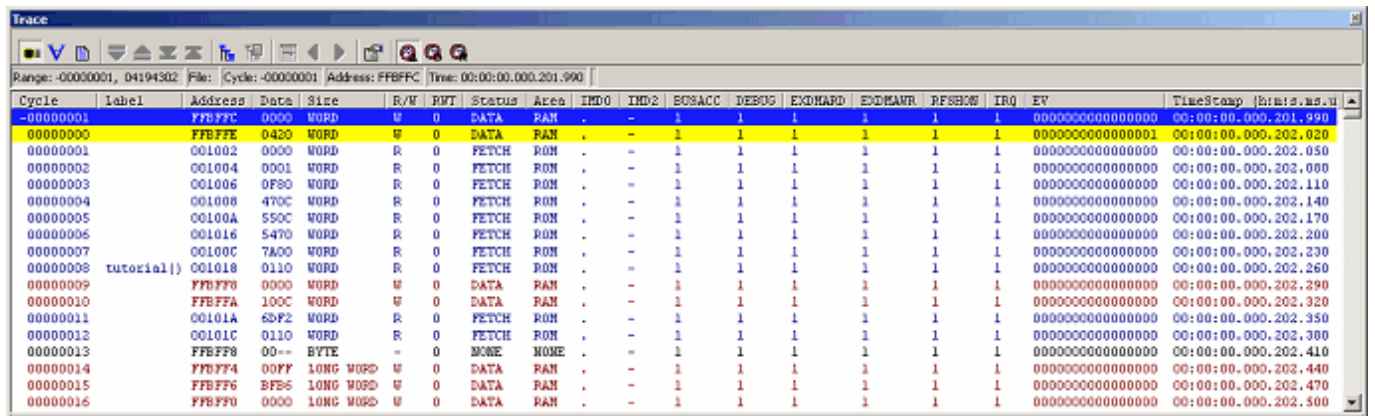 Trace
Range: -00000001, 04194302 File: Cycle: -00000001 Address: FFBFFC Time: 00:00:00.000.201.990
Cycle Label Address Data Size R/W RWT Status Area IMD0 IMD2 BUSACC DEBUG EXDMARD EXDMAWR RFSHON IRQ EV TimeStamp (h:m:s.ms.u
-00000001 FFBFFC 0000 WORD W 0 DATA RAM . - 1 1 1 1 1 1 0000000000000000 00:00:00.000.201.990
00000000 FFBFFE 0420 WORD W 0 DATA RAM . - 1 1 1 1 1 1 0000000000000001 00:00:00.000.202.020
00000001 001002 0000 WORD R 0 FETCH ROM . - 1 1 1 1 1 1 0000000000000000 00:00:00.000.202.050
00000002 001004 0001 WORD R 0 FETCH ROM . - 1 1 1 1 1 1 0000000000000000 00:00:00.000.202.080
00000003 001006 0F80 WORD R 0 FETCH ROM . - 1 1 1 1 1 1 0000000000000000 00:00:00.000.202.110
00000004 001008 470C WORD R 0 FETCH ROM . - 1 1 1 1 1 1 0000000000000000 00:00:00.000.202.140
00000005 00100A 550C WORD R 0 FETCH ROM . - 1 1 1 1 1 1 0000000000000000 00:00:00.000.202.170
00000006 001016 5470 WORD R 0 FETCH ROM . - 1 1 1 1 1 1 0000000000000000 00:00:00.000.202.200
00000007 00100C 7A00 WORD R 0 FETCH ROM . - 1 1 1 1 1 1 0000000000000000 00:00:00.000.202.230
00000008 tutorial() 001018 0110 WORD R 0 FETCH ROM . - 1 1 1 1 1 1 0000000000000000 00:00:00.000.202.260
00000009 FFBFF8 0000 WORD W 0 DATA RAM . - 1 1 1 1 1 1 0000000000000000 00:00:00.000.202.290
00000010 FFBFFA 100C WORD W 0 DATA RAM . - 1 1 1 1 1 1 0000000000000000 00:00:00.000.202.320
00000011 00101A 6DF2 WORD R 0 FETCH ROM . - 1 1 1 1 1 1 0000000000000000 00:00:00.000.202.350
00000012 00101C 0110 WORD R 0 FETCH ROM . - 1 1 1 1 1 1 0000000000000000 00:00:00.000.202.380
00000013 FFBFF8 00-- BYTE - 0 NONE NONE . - 1 1 1 1 1 1 0000000000000000 00:00:00.000.202.410
00000014 FFBFF4 00FF LONG WORD W 0 DATA RAM . - 1 1 1 1 1 1 0000000000000000 00:00:00.000.202.440
00000015 FFBFF6 BFB6 LONG WORD W 0 DATA RAM . - 1 1 1 1 1 1 0000000000000000 00:00:00.000.202.470
00000016 FFBFF0 0000 LONG WORD W 0 DATA RAM . - 1 1 1 1 1 1 0000000000000000 00:00:00.000.202.500